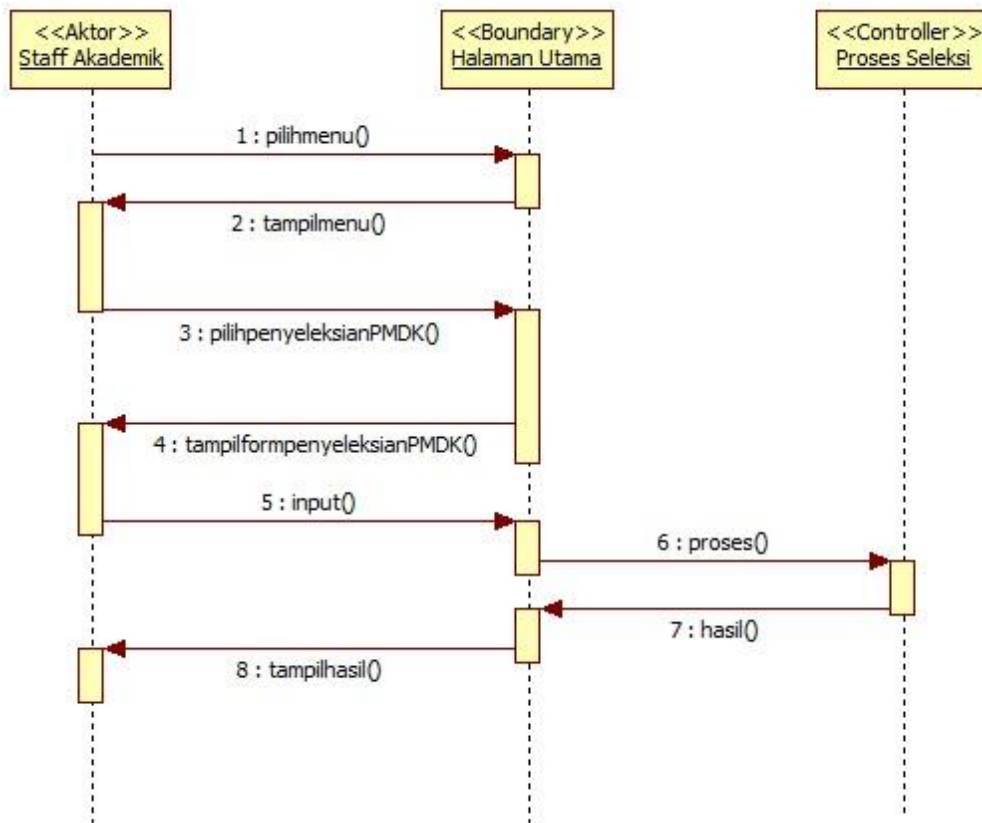 <<Aktor>>
Staff Akademik
<<Boundary>>
Halaman Utama
<<Controller>>
Proses Seleksi
1 : pilihmenu()
2 : tampilmenu()
3 : pilihpenyeleksianPMDK()
4 : tampilformpenyeleksianPMDK()
5 : input()
6 : proses()
7 : hasil()
8 : tampilhasil()